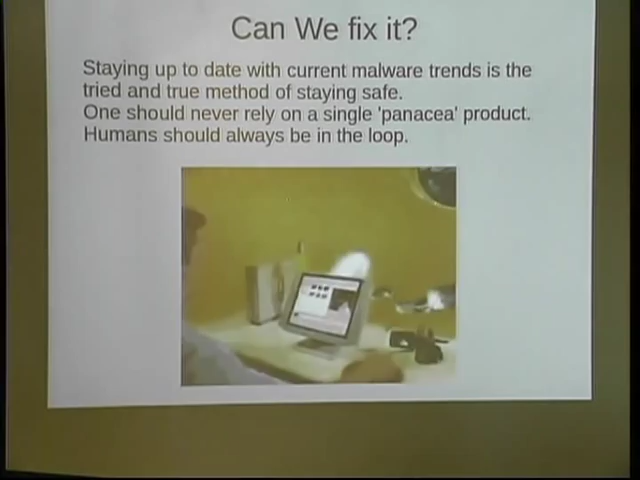 Can We fix it?
Staying up to date with current malware trends is the
tried and true method of staying safe.
One should never rely on a single 'panacea' product.
Humans should always be in the loop.